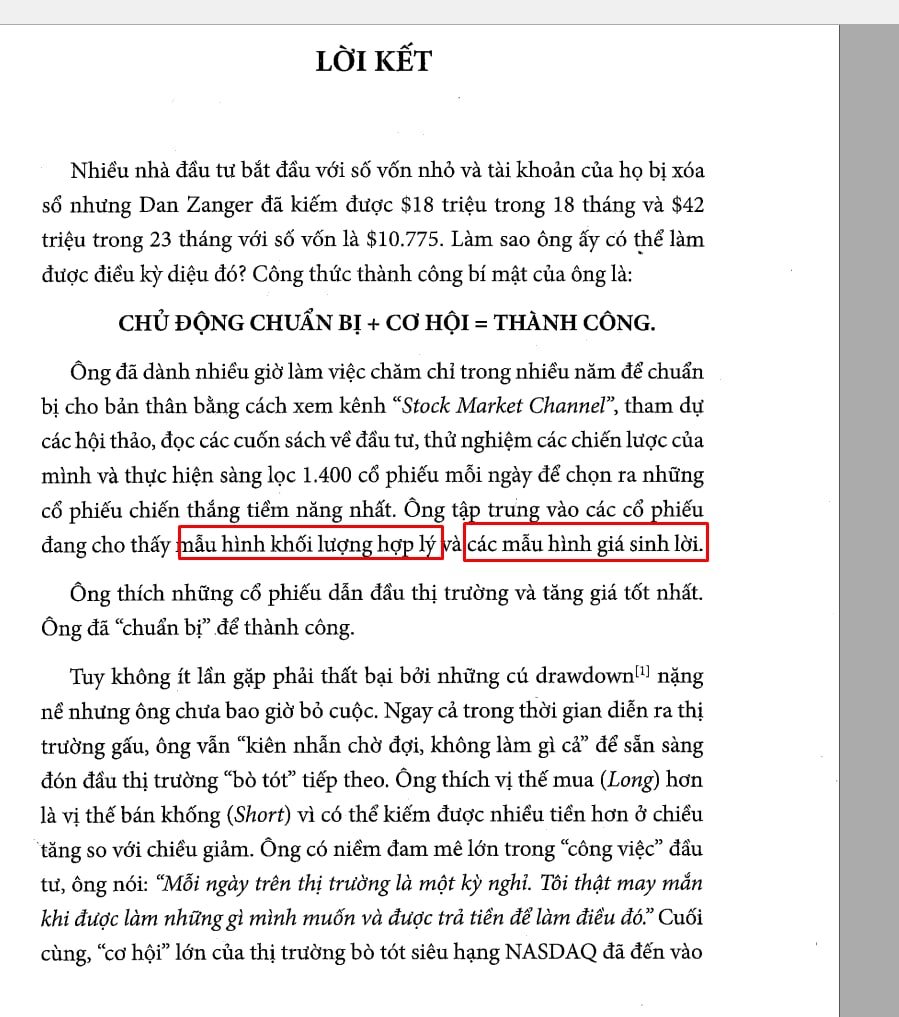 LỜI KẾT
Nhiều nhà đầu tư bắt đầu với số vốn nhỏ và tài khoản của họ bị xóa
sổ nhưng Dan Zanger đã kiếm được $18 triệu trong 18 tháng và $42
triệu trong 23 tháng với số vốn là $10.775. Làm sao ông ấy có thể làm
được điều kỳ diệu đó? Công thức thành công bí mật của ông là:
CHỦ ĐỘNG CHUẨN BỊ + CƠ HỘI = THÀNH CÔNG.
Ông đã dành nhiều giờ làm việc chăm chỉ trong nhiều năm để chuẩn
bị cho bản thân bằng cách xem kênh “Stock Market Channel”, tham dự
các hội thảo, đọc các cuốn sách về đầu tư, thử nghiệm các chiến lược của
mình và thực hiện sàng lọc 1.400 cổ phiếu mỗi ngày để chọn ra những
cổ phiếu chiến thắng tiềm năng nhất. Ông tập trung vào các cổ phiếu
đang cho thấy mẫu hình khối lượng hợp lý và các mẫu hình giá sinh lời.
Ông thích những cổ phiếu dẫn đầu thị trường và tăng giá tốt nhất.
Ông đã “chuẩn bị” để thành công.
Tuy không ít lần gặp phải thất bại bởi những cú drawdown[1] nặng
nề nhưng ông chưa bao giờ bỏ cuộc. Ngay cả trong thời gian diễn ra thị
trường gấu, ông vẫn “kiên nhẫn chờ đợi, không làm gì cả” để sẵn sàng
đón đầu thị trường “bò tót” tiếp theo. Ông thích vị thế mua (Long) hơn
là vị thế bán khống (Short) vì có thể kiếm được nhiều tiền hơn ở chiều
tăng so với chiều giảm. Ông có niềm đam mê lớn trong “công việc” đầu
tư, ông nói: “Mỗi ngày trên thị trường là một kỳ nghỉ. Tôi thật may mắn
khi được làm những gì mình muốn và được trả tiền để làm điều đó.” Cuối
cùng, “cơ hội” lớn của thị trường bò tót siêu hạng NASDAQ đã đến vào